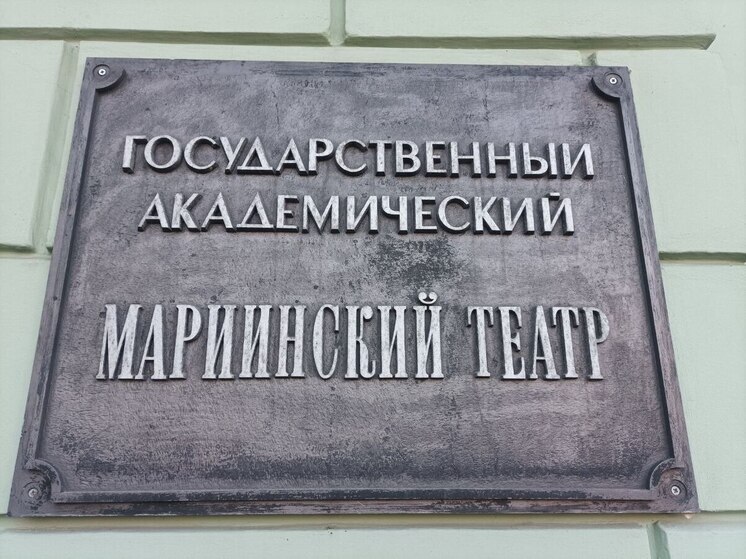 ГОСУДАРСТВЕННЫЙ
АКАДЕМИЧЕСКИЙ
МАРИИНСКИЙ ТЕАТР